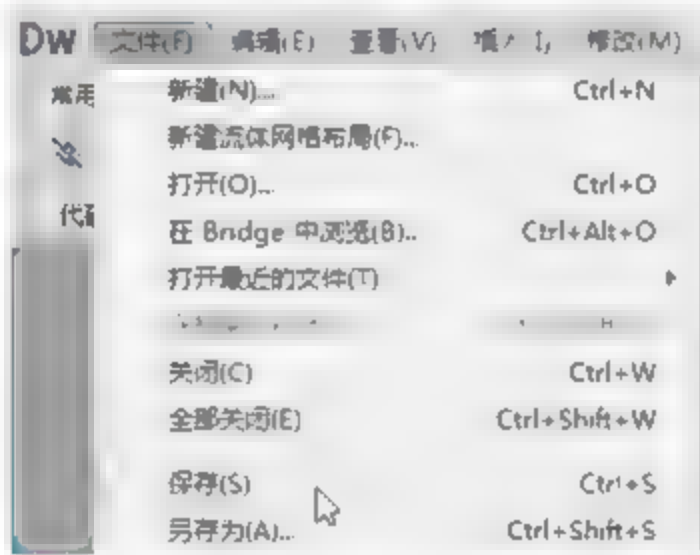 Dw 文件(F) 编辑(E) 查看(V) 修改(M)
常用
新建(N)... Ctrl+N
新建流体网格布局(F)...
打开(O)... Ctrl+O
代码
在 Bridge 中浏览(B)... Ctrl+Alt+O
打开最近的文件(T)
关闭(C) Ctrl+W
全部关闭(E) Ctrl+Shift+W
保存(S) Ctrl+S
另存为(A)... Ctrl+Shift+S